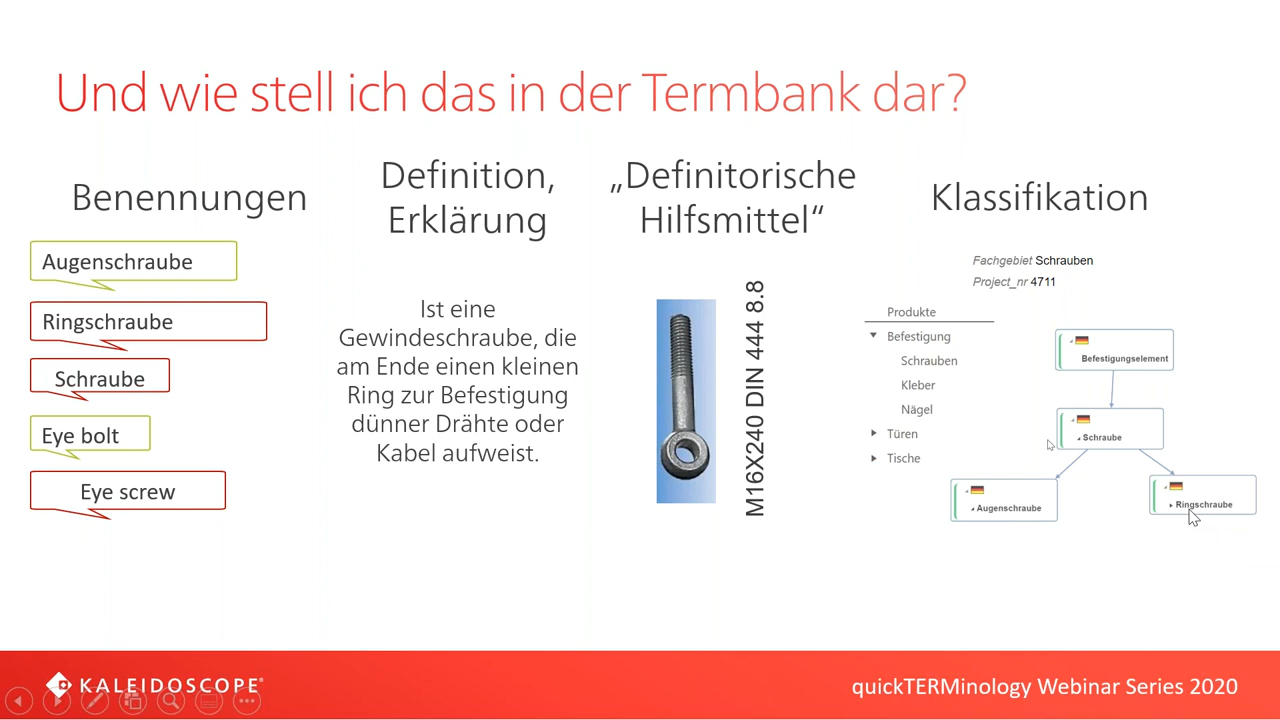 Und wie stell ich das in der Termbank dar?
Benennungen
Augenschraube
Ringschraube
Schraube
Eye bolt
Eye screw
Definition,
Erklärung
Ist eine
Gewindeschraube, die
am Ende einen kleinen
Ring zur Befestigung
dünner Drähte oder
Kabel aufweist.
„Definitorische
Hilfsmittel“
M16X240 DIN 444 8.8
Klassifikation
Fachgebiet Schrauben
Project_nr 4711
Produkte
Befestigung
Schrauben
Kleber
Nägel
Türen
Tische
Befestigungselement
Schraube
Augenschraube
Ringschraube
KALEIDOSCOPE®
quickTERMinology Webinar Series 2020